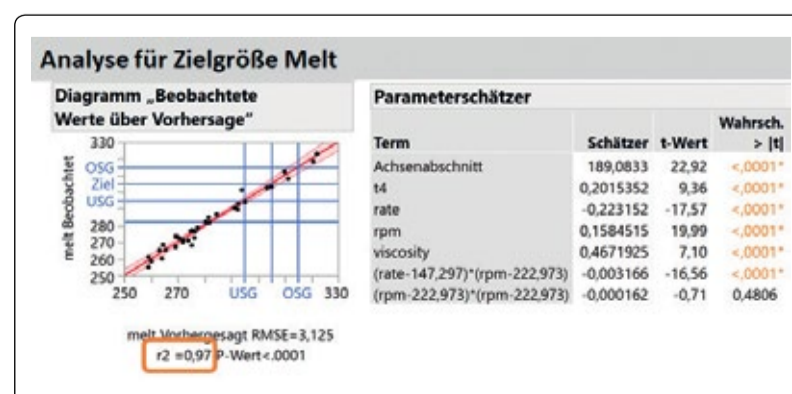 Analyse für Zielgröße Melt
Diagramm „Beobachtete
Werte über Vorhersage"
330
OSG
Ziel
USG
280
270
260
250
melt Beobachtet
250 270 USG OSG 330
melt Vorhergesagt RMSE=3,125
r2 =0,97 P-Wert<.0001
Parameterschätzer
Wahrsch.
Term Schätzer t-Wert > |t|
Achsenabschnitt 189,0833 22,92 <,0001*
t4 0,2015352 9,36 <,0001*
rate -0,223152 -17,57 <,0001*
rpm 0,1584515 19,99 <,0001*
viscosity 0,4671925 7,10 <,0001*
(rate-147,297)*(rpm-222,973) -0,003166 -16,56 <,0001*
(rpm-222,973)*(rpm-222,973) -0,000162 -0,71 0,4806